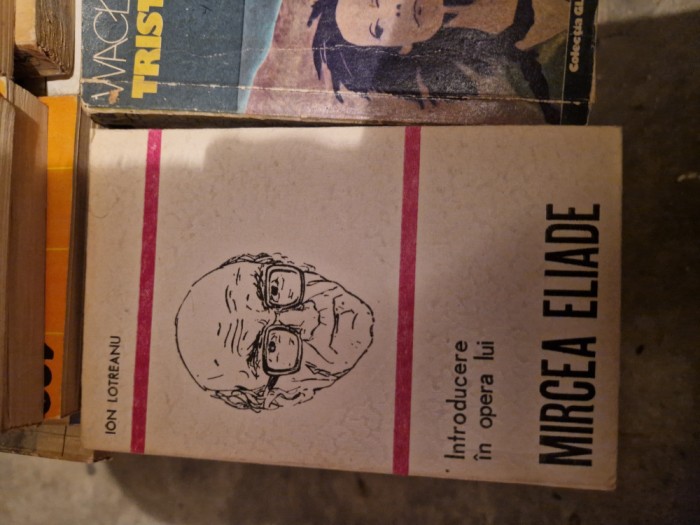 ION LOTREANU
Introducere
în opera lui
MIRCEA ELIADE
TRIST
Colecția